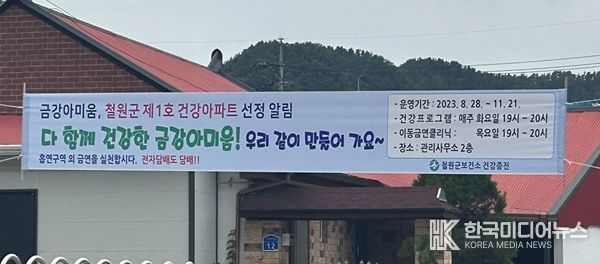 금강아미움, 철원군 제1호 건강아파트 선정 알림
다 함께 건강한 금강아미움! 우리 같이 만들어 가요~
흡연구역 외 금연을 실천합시다. 전자담배도 담배!!
- 운영기간 : 2023. 8. 28. ~ 11. 21.
- 건강프로그램 : 매주 화요일 19시 ~ 20시
- 이동금연클리닉 : 목요일 19시 ~ 20시
- 장소 : 관리사무소 2층
철원군보건소 건강증진
12
HK 한국미디어뉴스
KOREA MEDIA NEWS